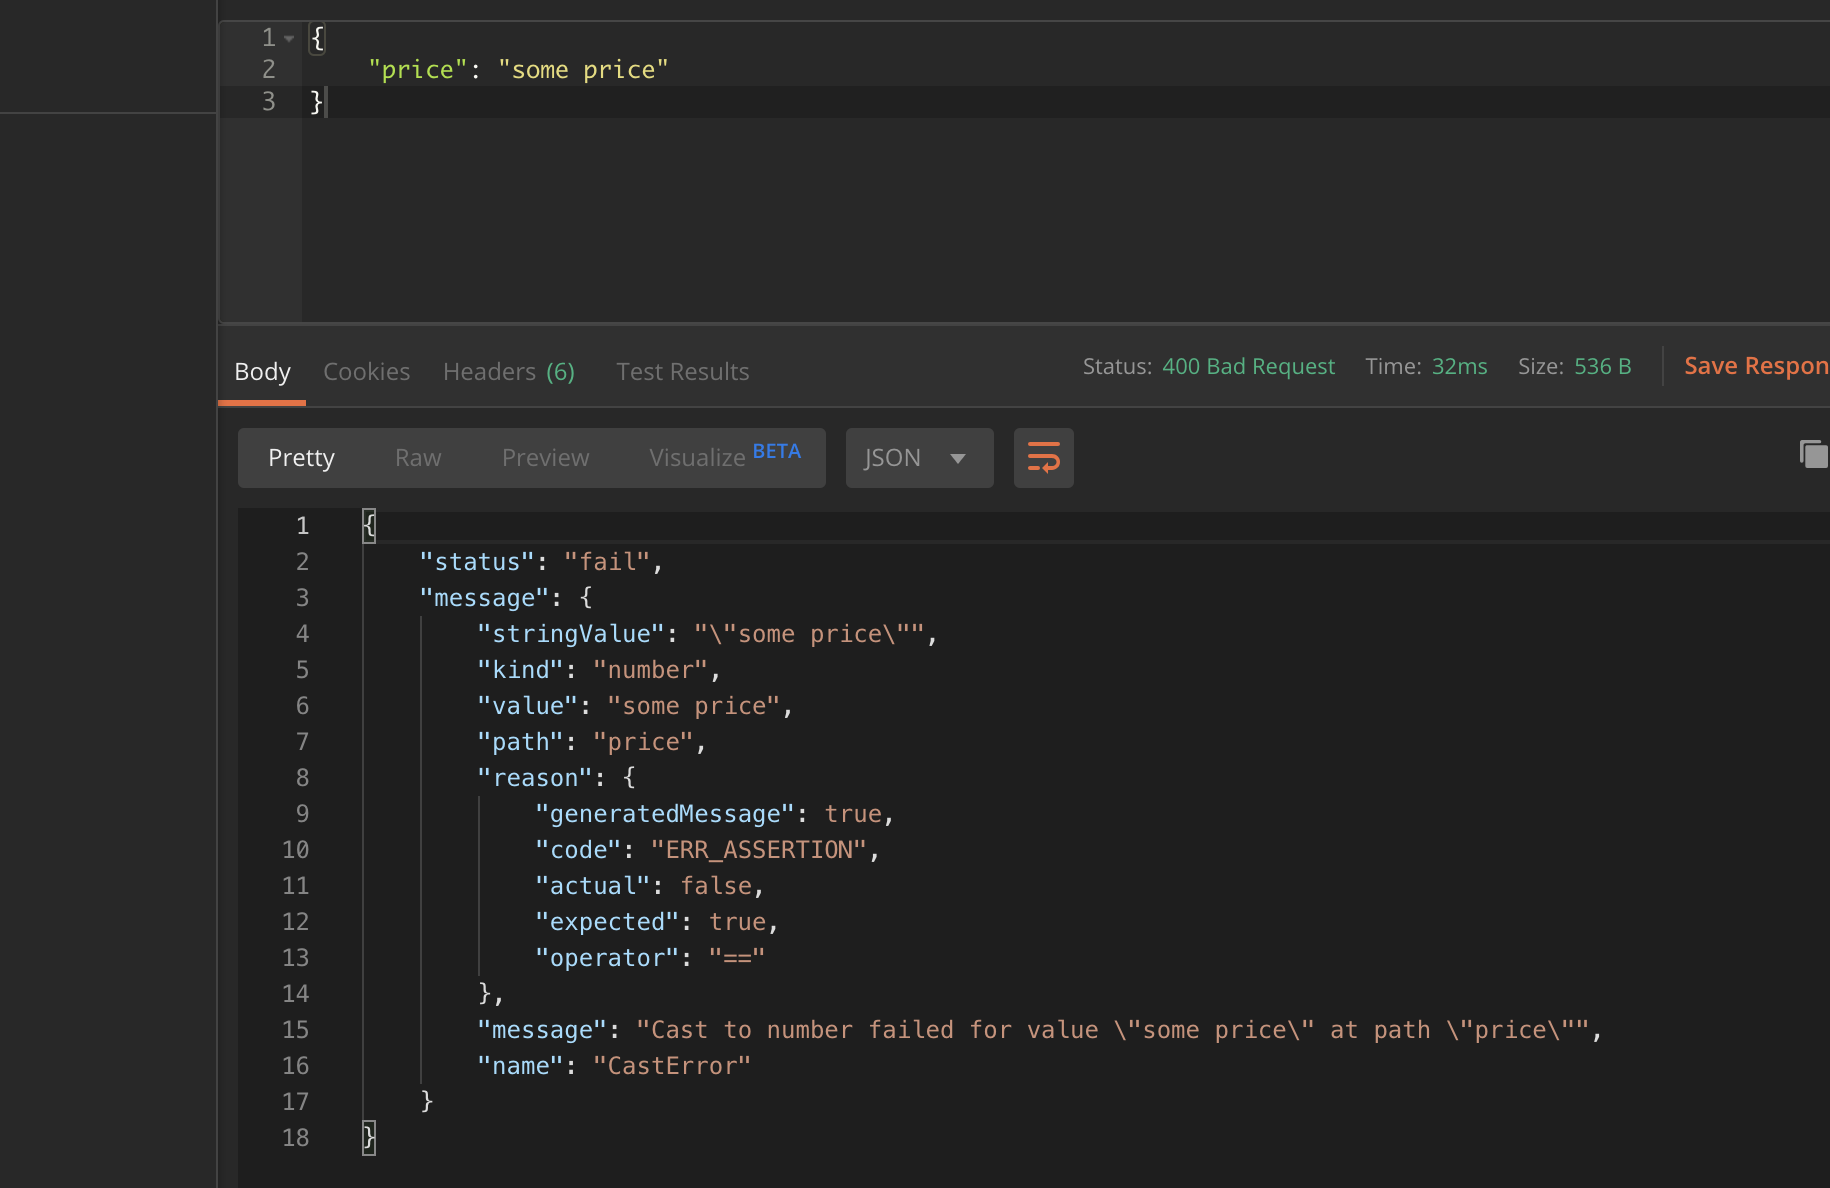 1 {
2 "price": "some price"
3 }
Body Cookies Headers (6) Test Results Status: 400 Bad Request Time: 32ms Size: 536 B Save Respon
Pretty Raw Preview Visualize BETA JSON
1 {
2 "status": "fail",
3 "message": {
4 "stringValue": "\"some price\"",
5 "kind": "number",
6 "value": "some price",
7 "path": "price",
8 "reason": {
9 "generatedMessage": true,
10 "code": "ERR_ASSERTION",
11 "actual": false,
12 "expected": true,
13 "operator": "=="
14 },
15 "message": "Cast to number failed for value \"some price\" at path \"price\"",
16 "name": "CastError"
17 }
18 }